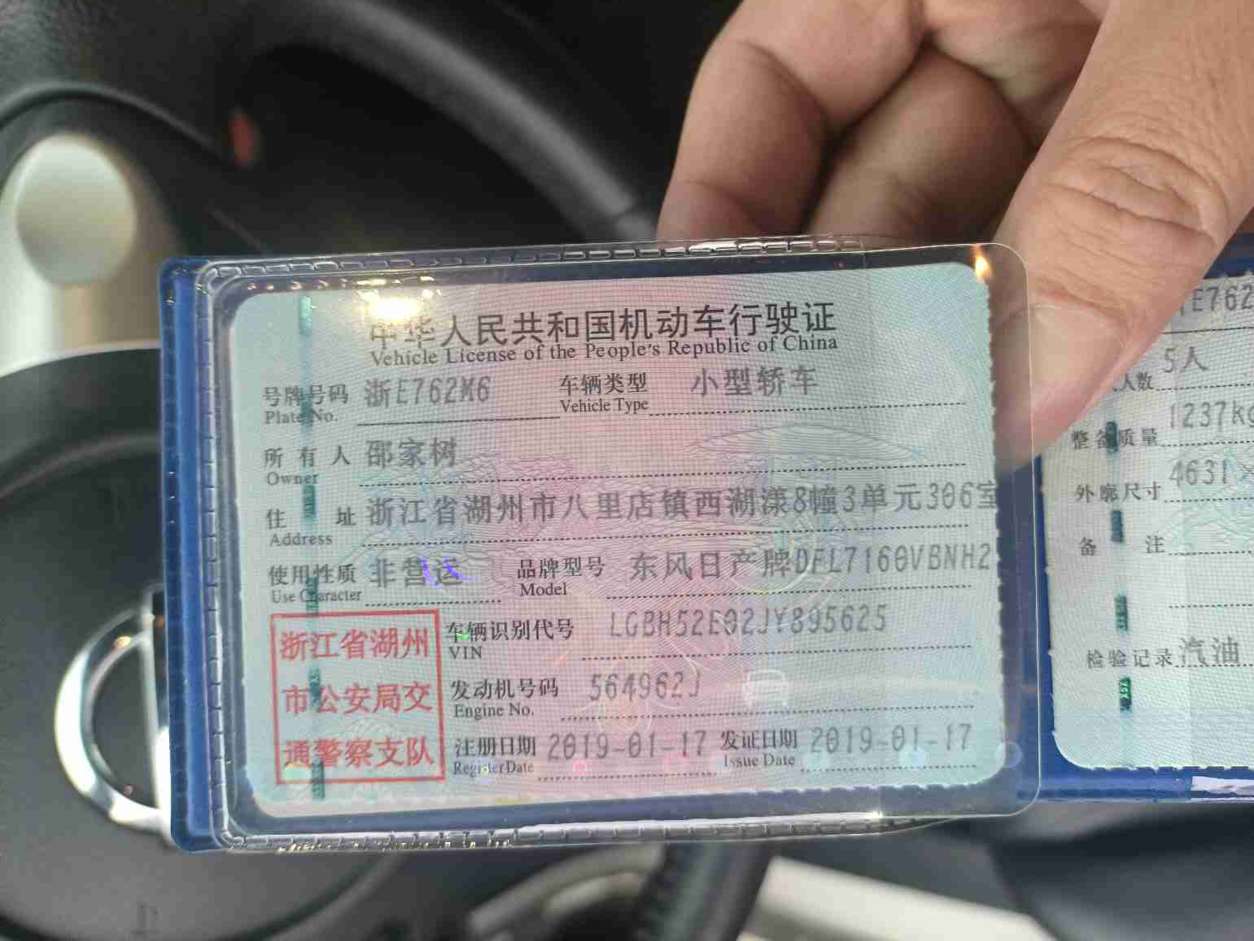 中华人民共和国机动车行驶证
Vehicle License of the People's Republic of China
号牌号码 浙E762M6 车辆类型 小型轿车
Plate No. Vehicle Type
所有人 邵家树
Owner
住址 浙江省湖州市八里店镇西湖漾8幢3单元306室
Address
使用性质 非营运 品牌型号 东风日产牌DFL7160VBNH2
Use Character Model
浙江省湖州
市公安局交
通警察支队
车辆识别代号 LGBH52E02JY895625
VIN
发动机号码 564962J
Engine No.
注册日期 2019-01-17 发证日期 2019-01-17
Register Date Issue Date
E762
人数 5人
整备质量 1237kg
外廓尺寸 4631×
备注
检验记录 汽油